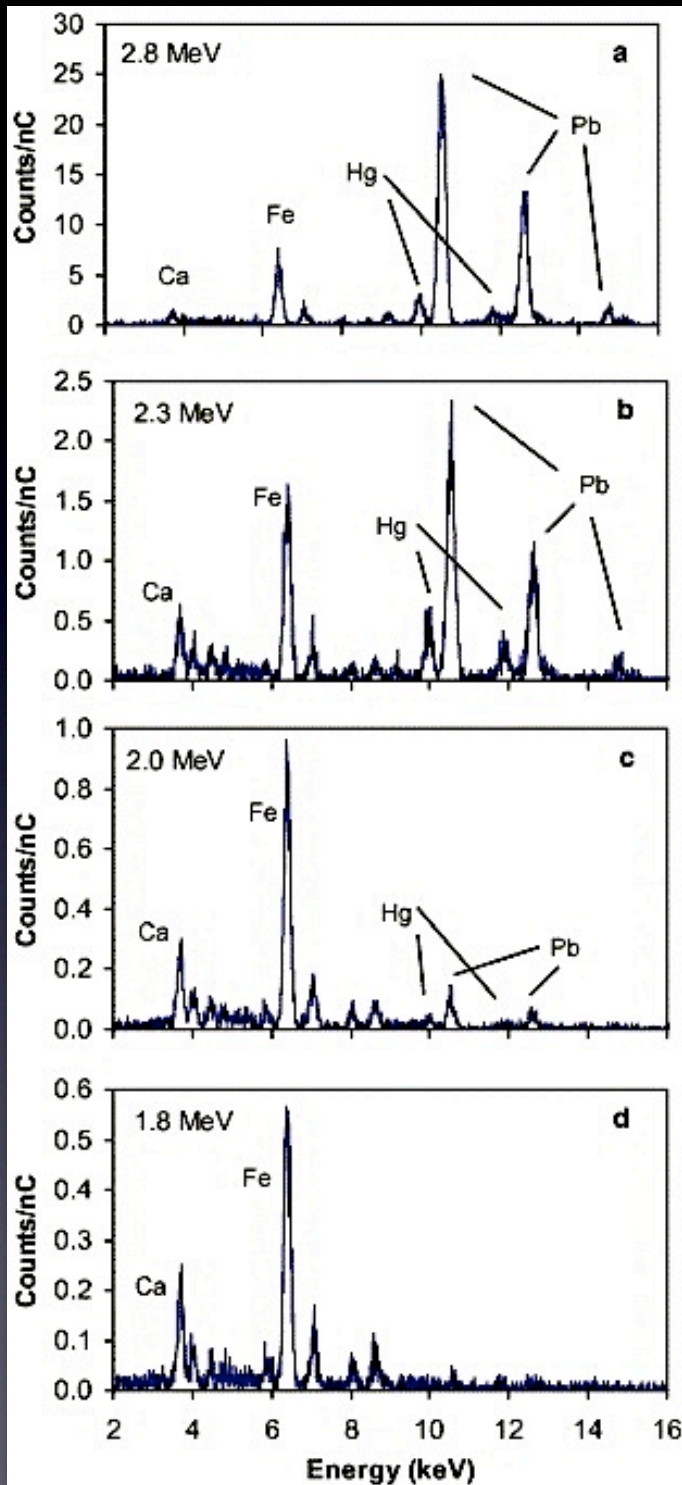 30
2.8 MeV
a
25
20
15
10
5
0
Counts/nC
Pb
Hg
Fe
Ca
2.5
2.3 MeV
b
2.0
1.5
1.0
0.5
0.0
Counts/nC
Pb
Fe
Hg
Ca
1.0
2.0 MeV
c
0.8
0.6
0.4
0.2
0.0
Counts/nC
Fe
Hg
Ca
Pb
0.6
1.8 MeV
d
0.5
0.4
0.3
0.2
0.1
0.0
Counts/nC
Fe
Ca
2 4 6 8 10 12 14 16
Energy (keV)